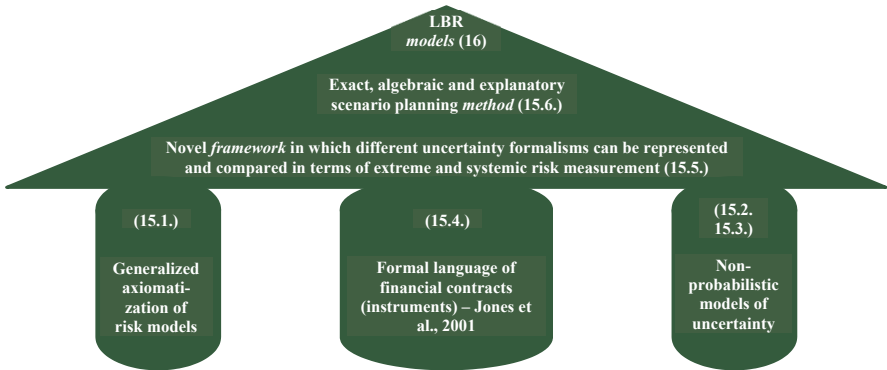 LBR
models (16)
Exact, algebraic and explanatory
scenario planning method (15.6.)
Novel framework in which different uncertainty formalisms can be represented
and compared in terms of extreme and systemic risk measurement (15.5.)
(15.1.)
Generalized
axiomati-
zation of
risk models
(15.4.)
Formal language of
financial contracts
(instruments) – Jones et
al., 2001
(15.2.
15.3.)
Non-
probabilistic
models of
uncertainty